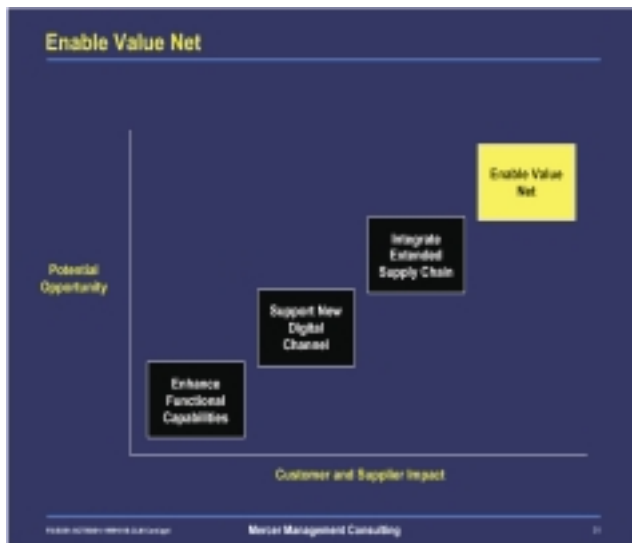 Enable Value Net
Enable Value
Net
Integrate
Extended
Supply Chain
Potential
Opportunity
Support New
Digital
Channel
Enhance
Functional
Capabilities
Customer and Supplier Impact
Mercer Management Consulting